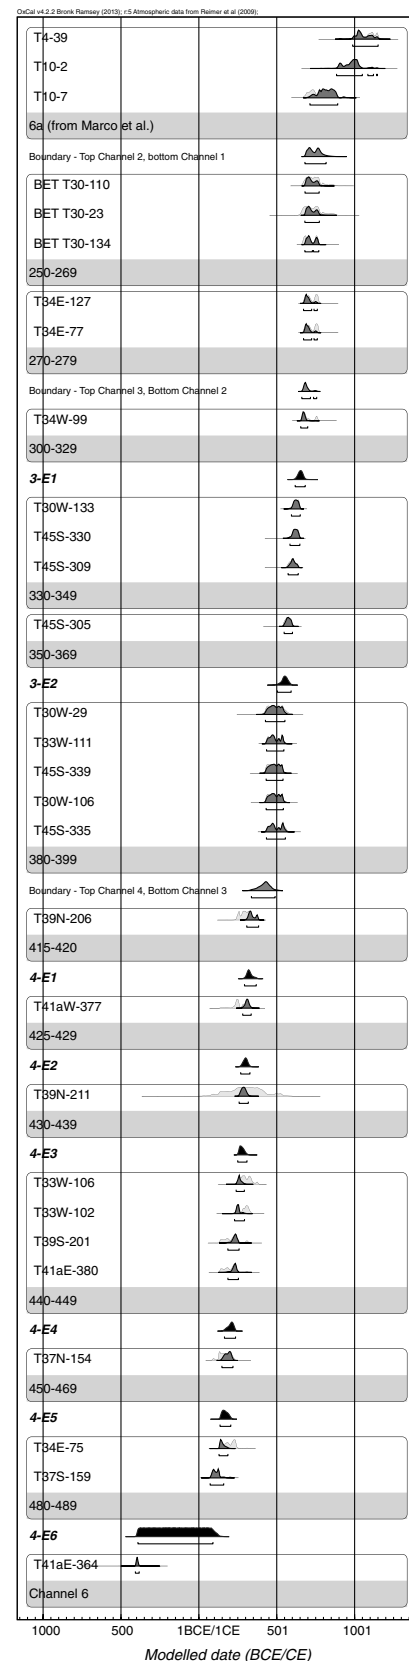 OxCal v4.2.2 Bronk Ramsey (2013); r:5 Atmospheric data from Reimer et al (2009);
T4-39
T10-2
T10-7
6a (from Marco et al.)
Boundary - Top Channel 2, bottom Channel 1
BET T30-110
BET T30-23
BET T30-134
250-269
T34E-127
T34E-77
270-279
Boundary - Top Channel 3, Bottom Channel 2
T34W-99
300-329
3-E1
T30W-133
T45S-330
T45S-309
330-349
T45S-305
350-369
3-E2
T30W-29
T33W-111
T45S-339
T30W-106
T45S-335
380-399
Boundary - Top Channel 4, Bottom Channel 3
T39N-206
415-420
4-E1
T41aW-377
425-429
4-E2
T39N-211
430-439
4-E3
T33W-106
T33W-102
T39S-201
T41aE-380
440-449
4-E4
T37N-154
450-469
4-E5
T34E-75
T37S-159
480-489
4-E6
T41aE-364
Channel 6
1000 500 1BCE/1CE 501 1001
Modelled date (BCE/CE)